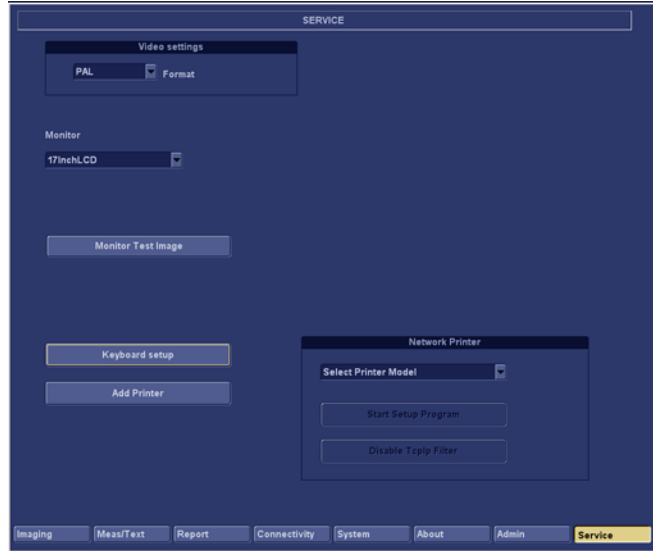 SERVICE
Video settings
PAL Format
Monitor
17InchLCD
Monitor Test Image
Keyboard setup
Add Printer
Network Printer
Select Printer Model
Start Setup Program
Disable TcpIp Filter
Imaging Meas/Text Report Connectivity System About Admin Service